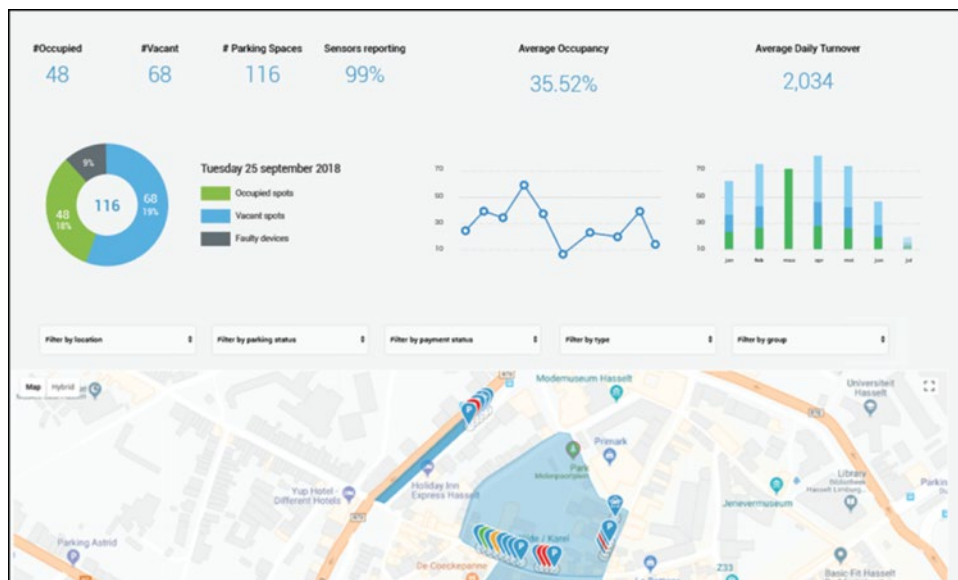 #Occupied
#Vacant
# Parking Spaces
Sensors reporting
Average Occupancy
Average Daily Turnover
48
68
116
99%
35.52%
2,034
9%
48
18%
116
68
19%
Tuesday 25 september 2018
Occupied spots
Vacant spots
Faulty devices
70
50
30
10
70
50
30
10
jan
feb
apr
jun
jul
Filter by location
Filter by parking status
Filter by payment status
Filter by type
Filter by group
Map
Hybrid
Modemuseum Hasselt
Universiteit
Hasselt
Primark
Park
Holiday Inn
Express Hasselt
Yup Hotel -
Different Hotels
Library
Hasselt Limburg...
Jenevermuseum
Parking Astrid
De Coeckepanne
Z33
Basic-Fit Hasselt